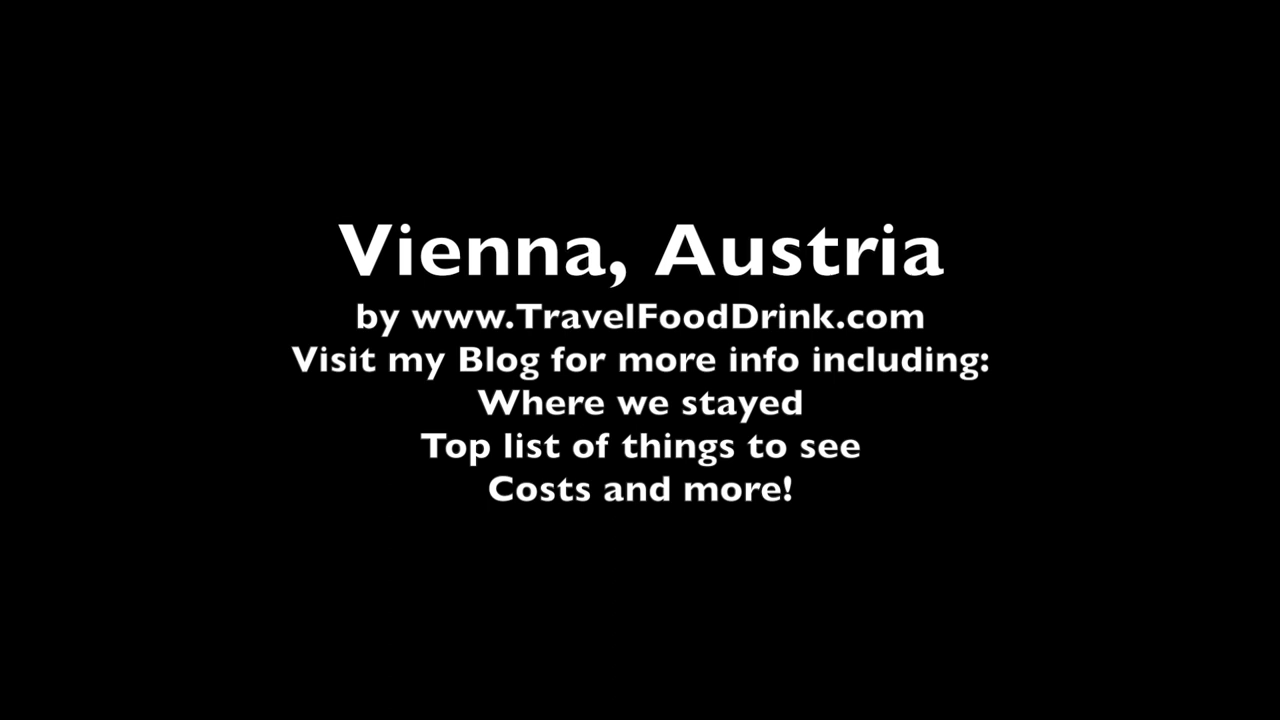 Vienna, Austria
by www.TravelFoodDrink.com
Visit my Blog for more info including:
Where we stayed
Top list of things to see
Costs and more!